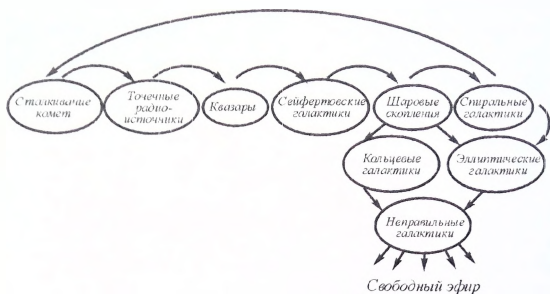 Сталкивание
комет
Точечные
радио-
источники
Квазары
Сейфертовские
галактики
Шаровые
скопления
Спиральные
галактики
Кольцевые
галактики
Эллиптические
галактики
Неправильные
галактики
Свободный эфир